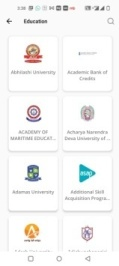 3:38
Education
Abhilashi University
Academic Bank of
Credits
ACADEMY OF
MARITIME EDUCAT...
Acharya Narendra
Deva University of ...
Adamas University
Additional Skill
Acquisition Progra...
asap